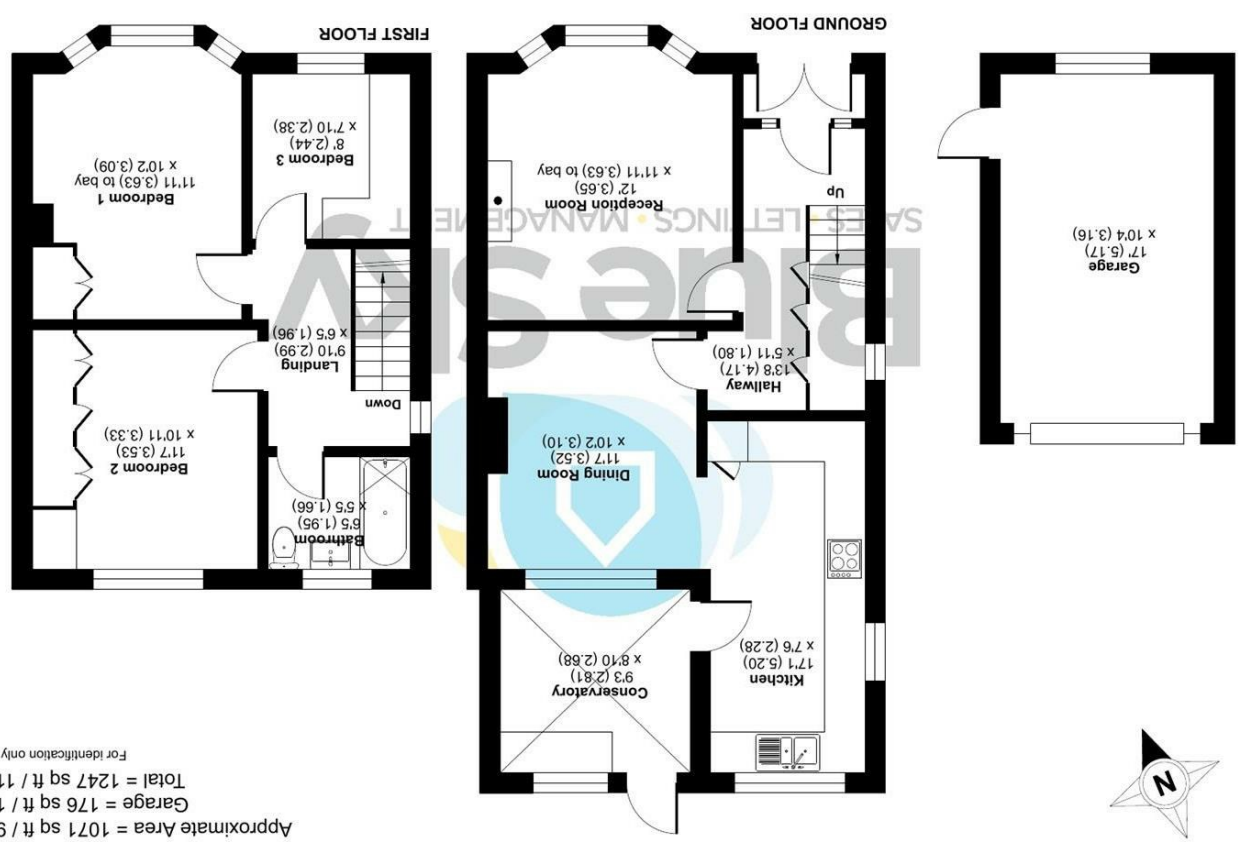 Approximate Area = 1071 sq ft / 9
Garage = 176 sq ft / 1
Total = 1247 sq ft / 11
For identification only
N
Kitchen
17'1 (5.20)
x 7'6 (2.28)
Conservatory
9'3 (2.81)
x 8'10 (2.68)
Dining Room
11'7 (3.52)
x 10'2 (3.10)
Hallway
13'8 (4.17)
x 5'11 (1.80)
Up
Reception Room
12' (3.65)
x 11'11 (3.63) to bay
GROUND FLOOR
Garage
17' (5.17)
x 10'4 (3.16)
Bathroom
6'5 (1.95)
x 5'5 (1.66)
Bedroom 2
11'7 (3.53)
x 10'11 (3.33)
Down
Landing
9'10 (2.99)
x 6'5 (1.96)
Bedroom 1
11'11 (3.63) to bay
x 10'2 (3.09)
Bedroom 3
8' (2.44)
x 7'10 (2.38)
FIRST FLOOR
Blue Sky
SALES • LETTINGS • MANAGEMENT